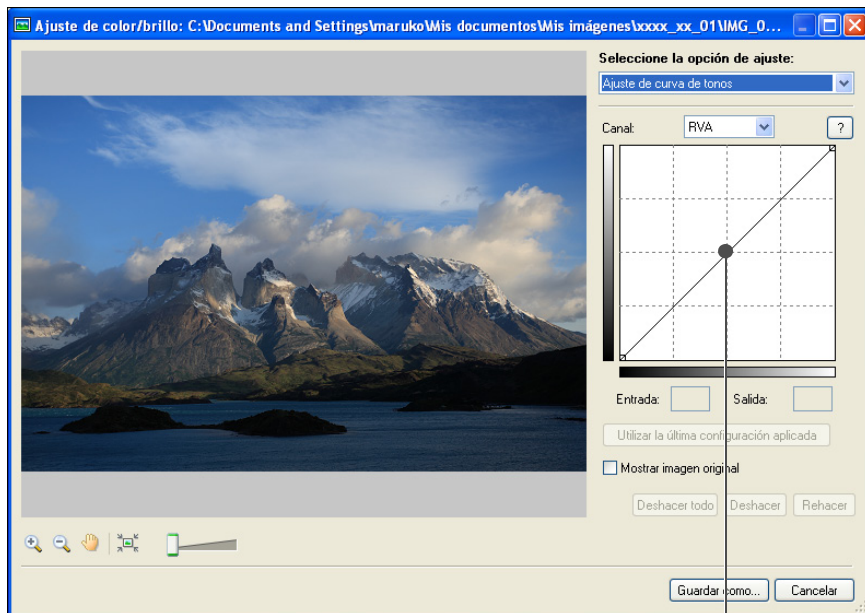 Ajuste de color/brillo: C:\Documents and Settings\maruko\Mis documentos\Mis imágenes\xxxx_xx_01\IMG_0...
Seleccione la opción de ajuste:
Ajuste de curva de tonos
Canal: RVA ?
Entrada: Salida:
Utilizar la última configuración aplicada
Mostrar imagen original
Deshacer todo Deshacer Rehacer
Guardar como... Cancelar